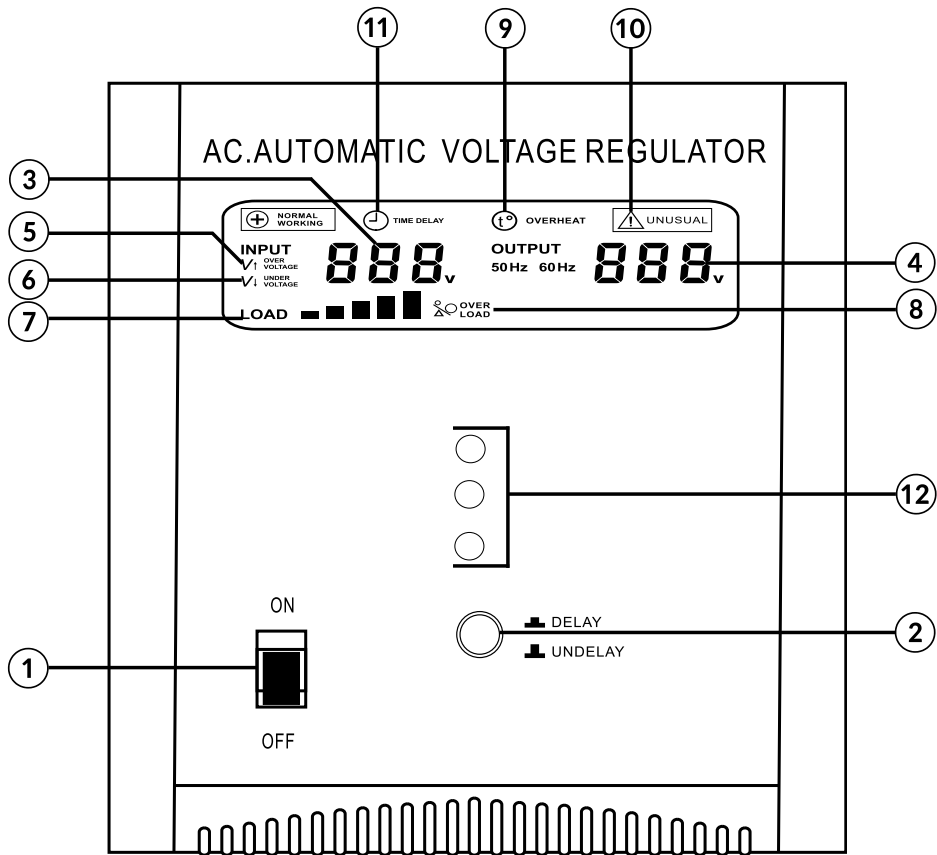 11 9 10
AC.AUTOMATIC VOLTAGE REGULATOR
3
NORMAL WORKING
TIME DELAY
t° OVERHEAT
UNUSUAL
5
INPUT
V↑ OVER VOLTAGE
888v
OUTPUT
50Hz 60Hz
888v
4
6
V↓ UNDER VOLTAGE
7
LOAD
OVER LOAD
8
12
ON
DELAY
2
UNDELAY
1
OFF